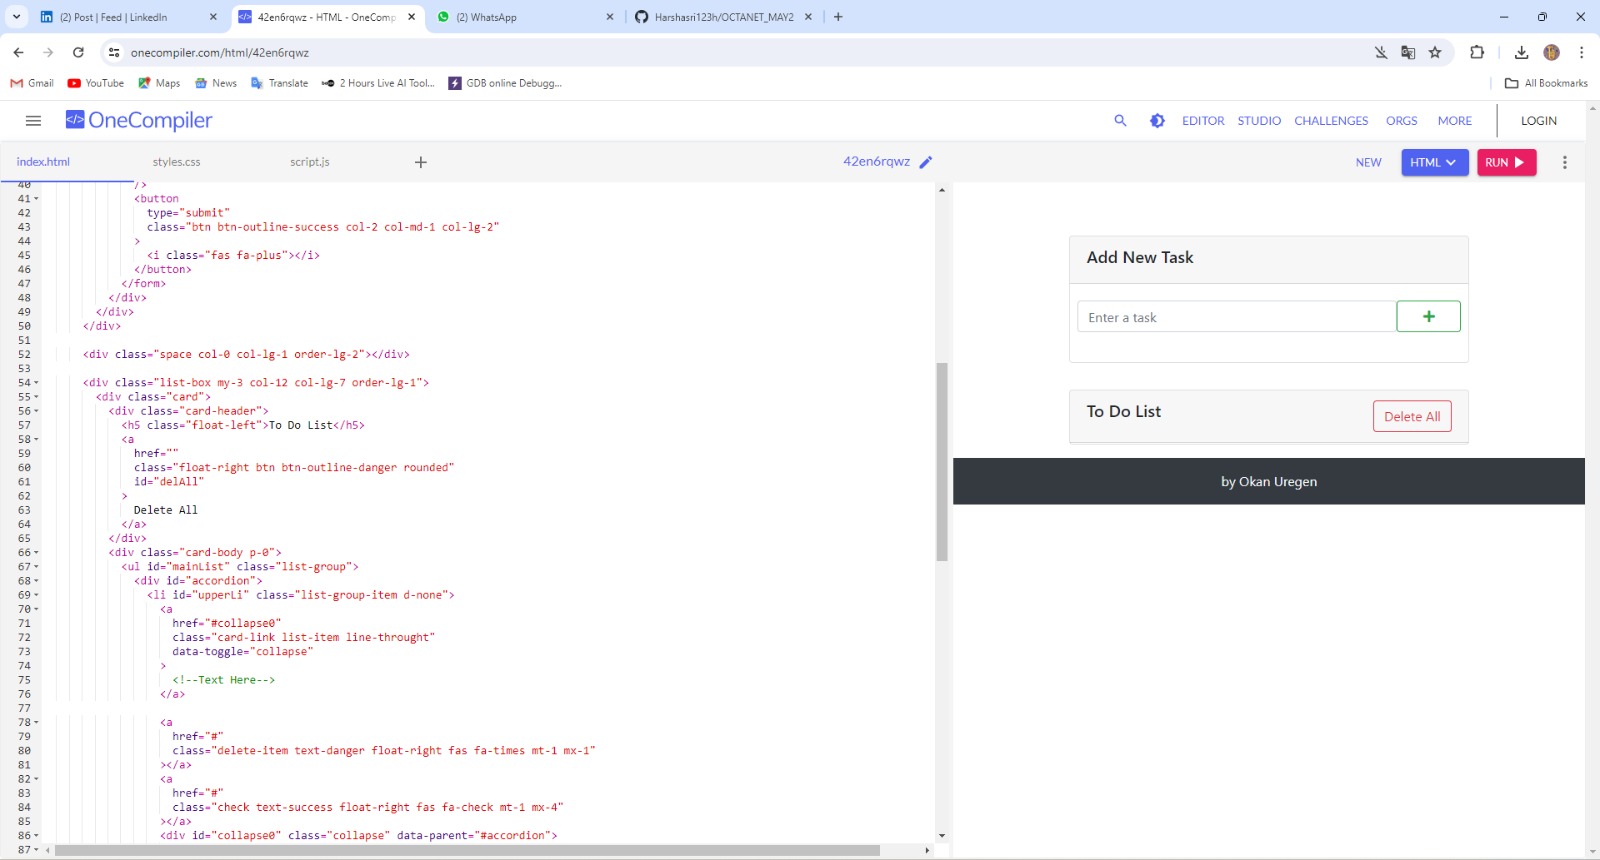 (2) Post | Feed | LinkedIn
42en6rqwz - HTML - OneComp
(2) WhatsApp
Harshasri123h/OCTANET_MAY2
onecompiler.com/html/42en6rqwz
Gmail
YouTube
Maps
News
Translate
2 Hours Live AI Tool...
GDB online Debugg...
All Bookmarks
OneCompiler
EDITOR
STUDIO
CHALLENGES
ORGS
MORE
LOGIN
index.html
styles.css
script.js
42en6rqwz
NEW
HTML
RUN
40 />
41 <button
42 type="submit"
43 class="btn btn-outline-success col-2 col-md-1 col-lg-2"
44 >
45 <i class="fas fa-plus"></i>
46 </button>
47 </form>
48 </div>
49 </div>
50 </div>
51
52 <div class="space col-0 col-lg-1 order-lg-2"></div>
53
54 <div class="list-box my-3 col-12 col-lg-7 order-lg-1">
55 <div class="card">
56 <div class="card-header">
57 <h5 class="float-left">To Do List</h5>
58 <a
59 href=""
60 class="float-right btn btn-outline-danger rounded"
61 id="delAll"
62 >
63 Delete All
64 </a>
65 </div>
66 <div class="card-body p-0">
67 <ul id="mainList" class="list-group">
68 <div id="accordion">
69 <li id="upperLi" class="list-group-item d-none">
70 <a
71 href="#collapse0"
72 class="card-link list-item line-throught"
73 data-toggle="collapse"
74 >
75 <!--Text Here-->
76 </a>
77
78 <a
79 href="#"
80 class="delete-item text-danger float-right fas fa-times mt-1 mx-1"
81 ></a>
82 <a
83 href="#"
84 class="check text-success float-right fas fa-check mt-1 mx-4"
85 ></a>
86 <div id="collapse0" class="collapse" data-parent="#accordion">
87
Add New Task
Enter a task
To Do List
Delete All
by Okan Uregen